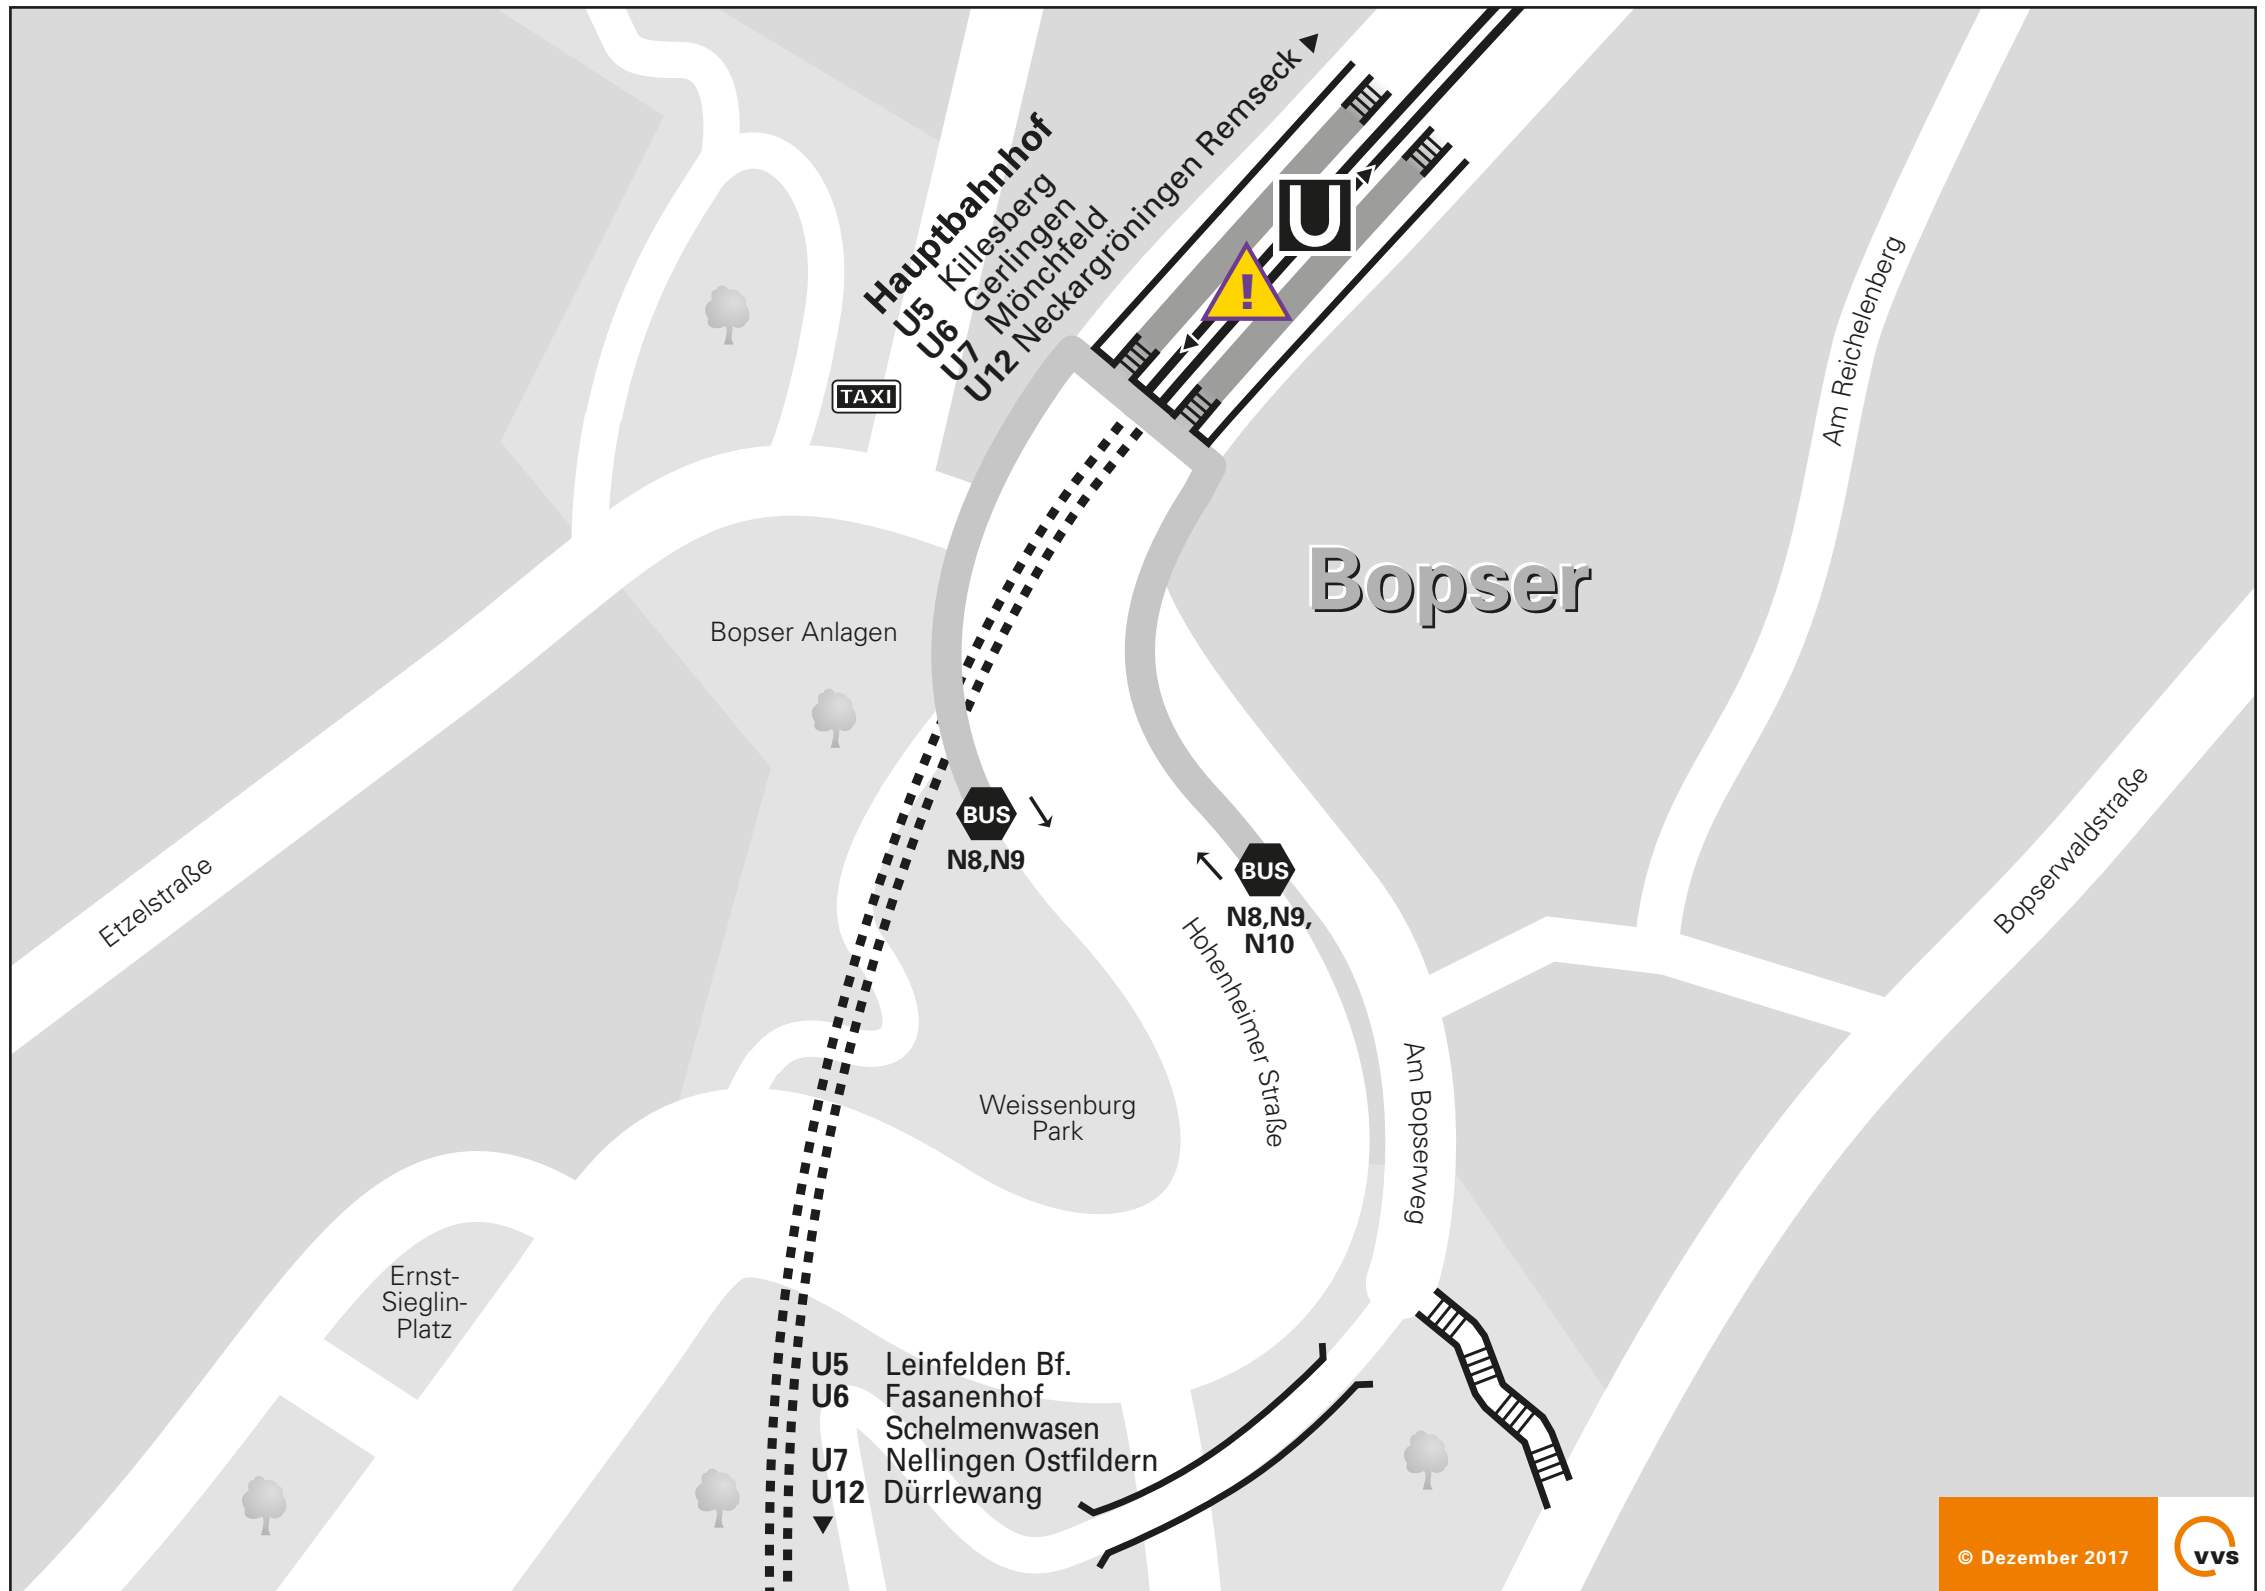 Hauptbahnhof
U5 Killesberg
U6 Gerlingen
U7 Mönchfeld
U12 Neckargröningen Remseck
U
!
TAXI
Am Reichelenberg
Bopser
Bopser Anlagen
BUS
N8,N9
BUS
N8,N9,
N10
Etzelstraße
Bopserwaldstraße
Hohenheimer Straße
Am Bopserweg
Weissenburg
Park
Ernst-
Sieglin-
Platz
U5 Leinfelden Bf.
U6 Fasanenhof
Schelmenwasen
U7 Nellingen Ostfildern
U12 Dürrlewang
© Dezember 2017
vvs